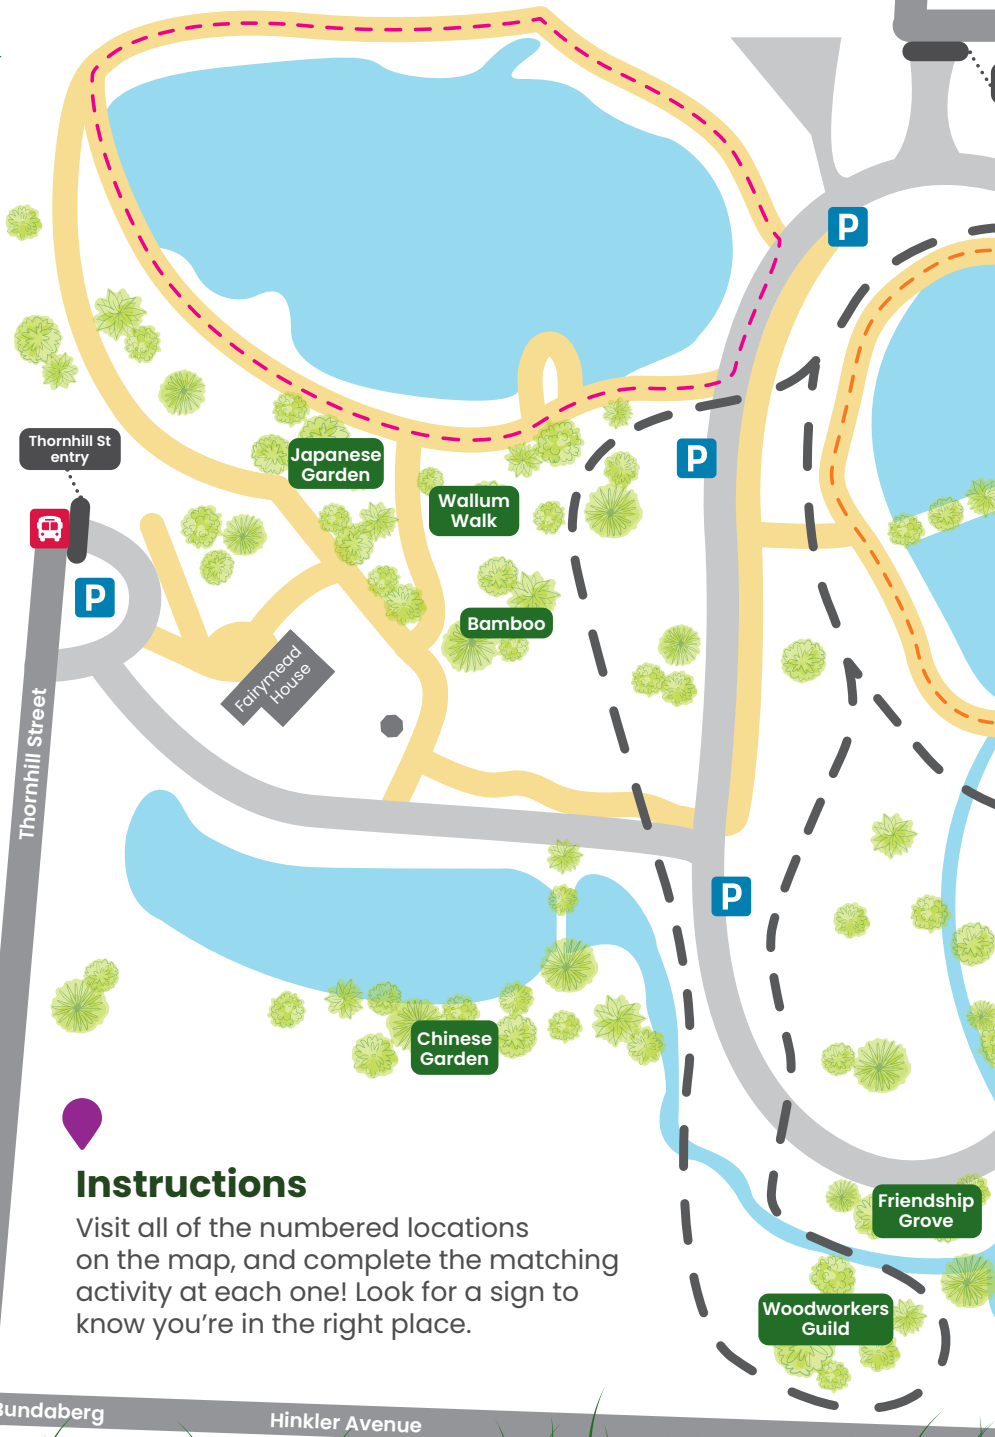 P
Thornhill St
entry
Japanese
Garden
Wallum
Walk
P
P
Bamboo
Fairymead
House
Thornhill Street
P
Chinese
Garden
Instructions
Visit all of the numbered locations
on the map, and complete the matching
activity at each one! Look for a sign to
know you’re in the right place.
Friendship
Grove
Woodworkers
Guild
Bundaberg
Hinkler Avenue